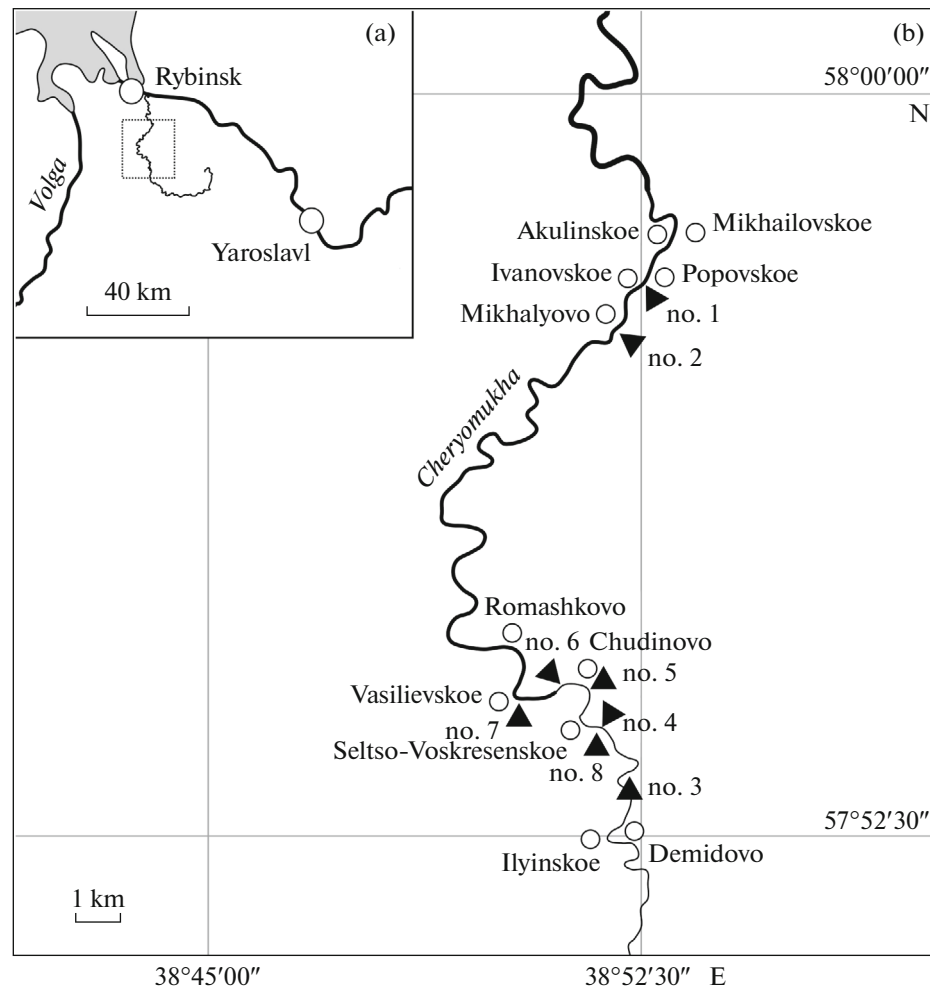 (a)
Rybinsk
Volga
Yaroslavl
40 km
(b)
58°00′00″
N
Akulinskoe
Mikhailovskoe
Ivanovskoe
Popovskoe
Mikhalyovo
no. 1
no. 2
Cheryomukha
Romashkovo
no. 6
Chudinovo
no. 5
Vasilievskoe
no. 4
no. 7
Seltso-Voskresenskoe
no. 8
no. 3
57°52′30″
Ilyinskoe
Demidovo
1 km
38°45′00″
38°52′30″ E